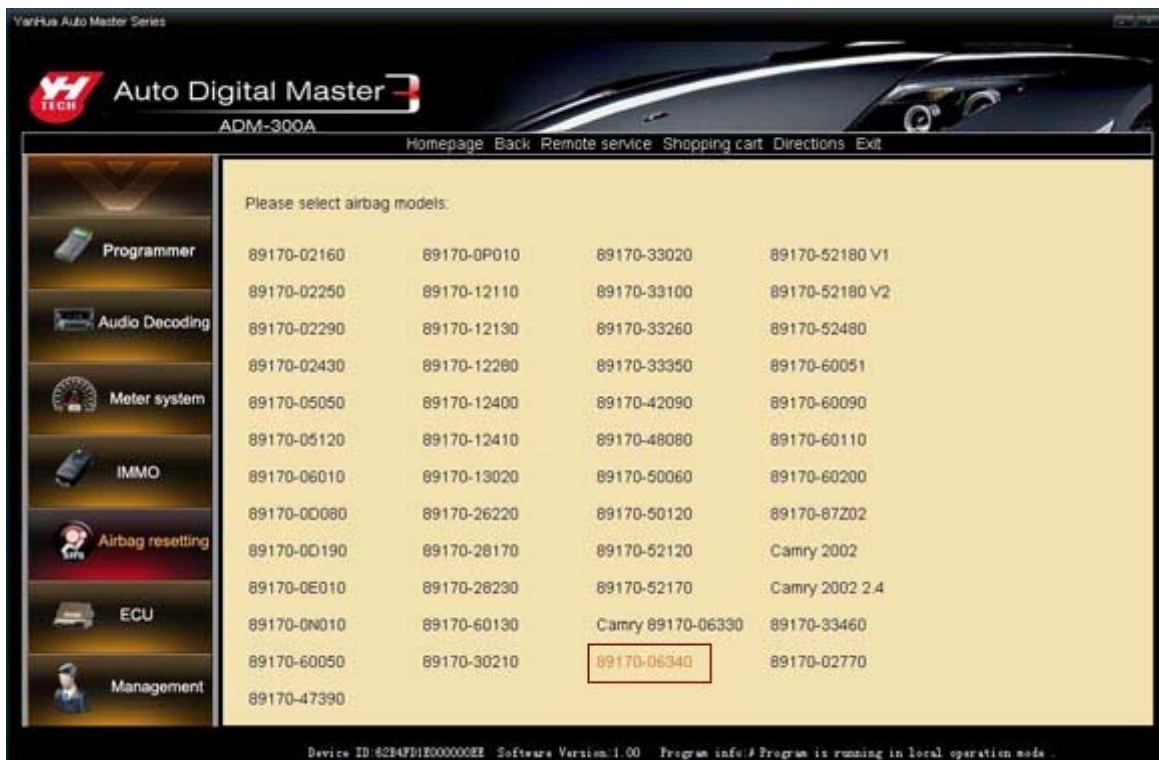 YanHua Auto Master Series
YH
TECH
Auto Digital Master 3
ADM-300A
Homepage Back Remote service Shopping cart Directions Exit
Programmer
Audio Decoding
Meter system
IMMO
SRS
Airbag resetting
ECU
Management
Please select airbag models:
89170-02160 89170-0P010 89170-33020 89170-52180 V1
89170-02250 89170-12110 89170-33100 89170-52180 V2
89170-02290 89170-12130 89170-33260 89170-52480
89170-02430 89170-12280 89170-33350 89170-60051
89170-05050 89170-12400 89170-42090 89170-60090
89170-05120 89170-12410 89170-48080 89170-60110
89170-06010 89170-13020 89170-50060 89170-60200
89170-0D080 89170-26220 89170-50120 89170-87Z02
89170-0D190 89170-28170 89170-52120 Camry 2002
89170-0E010 89170-28230 89170-52170 Camry 2002 2.4
89170-0N010 89170-60130 Camry 89170-06330 89170-33460
89170-60050 89170-30210 89170-06340 89170-02770
89170-47390
Device ID:62B4FD1E000000EE Software Version:1.00 Program info:# Program is running in local operation mode .